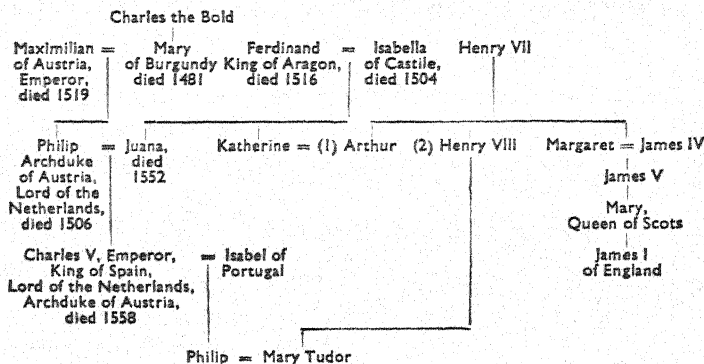 Charles the Bold
Maximilian = Mary Ferdinand = Isabella Henry VII
of Austria, of Burgundy King of Aragon, of Castile,
Emperor, died 1481 died 1516 died 1504
died 1519
Philip = Juana, Katherine = (1) Arthur (2) Henry VIII Margaret = James IV
Archduke died
of Austria, 1552 James V
Lord of the
Netherlands, Mary,
died 1506 Queen of Scots
Charles V, Emperor, = Isabel of James I
King of Spain, Portugal of England
Lord of the Netherlands,
Archduke of Austria,
died 1558
Philip = Mary Tudor